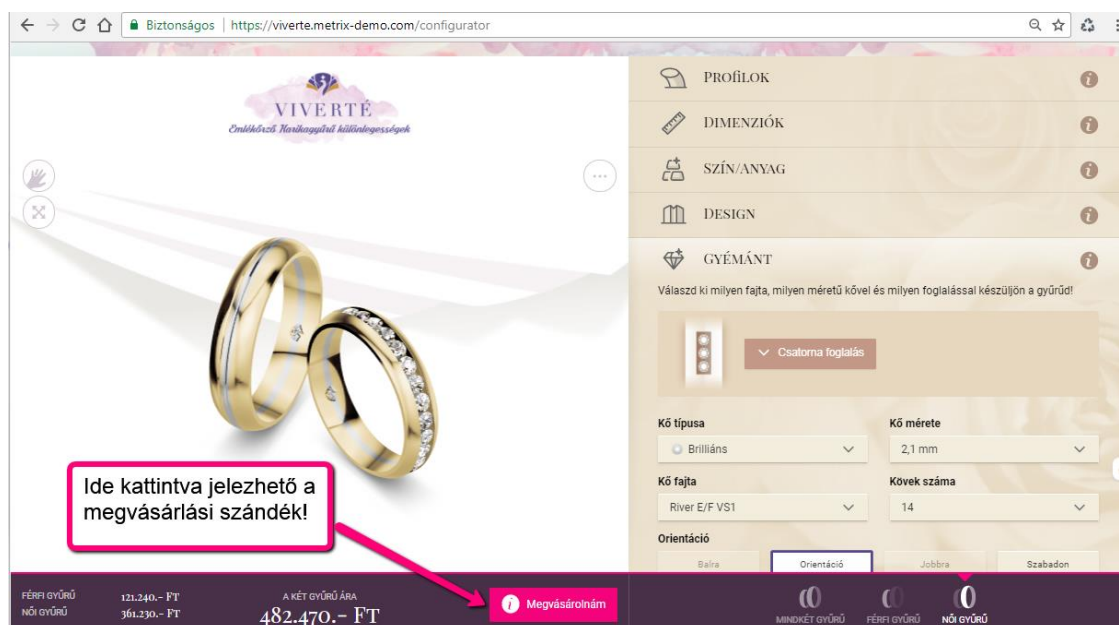 Biztonságos | https://viverte.metrix-demo.com/configurator
VIVERTÉ
Emlékőrző Karikagyűrű különlegességek
PROFILOK
DIMENZIÓK
SZÍN/ANYAG
DESIGN
GYÉMÁNT
Válaszd ki milyen fajta, milyen méretű kővel és milyen foglalással készüljön a gyűrűd!
Csatorna foglalás
Kő típusa
Kő mérete
Brilliáns
2,1 mm
Kő fajta
Kövek száma
River E/F VS1
14
Orientáció
Balra
Orientáció
Jobbra
Szabadon
Ide kattintva jelezhető a
megvásárlási szándék!
FÉRFI GYŰRŰ 121.240.- FT
NŐI GYŰRŰ 361.230.- FT
A KÉT GYŰRŰ ÁRA
482.470.- FT
Megvásárolnám
MINDKÉT GYŰRŰ
FÉRFI GYŰRŰ
NŐI GYŰRŰ